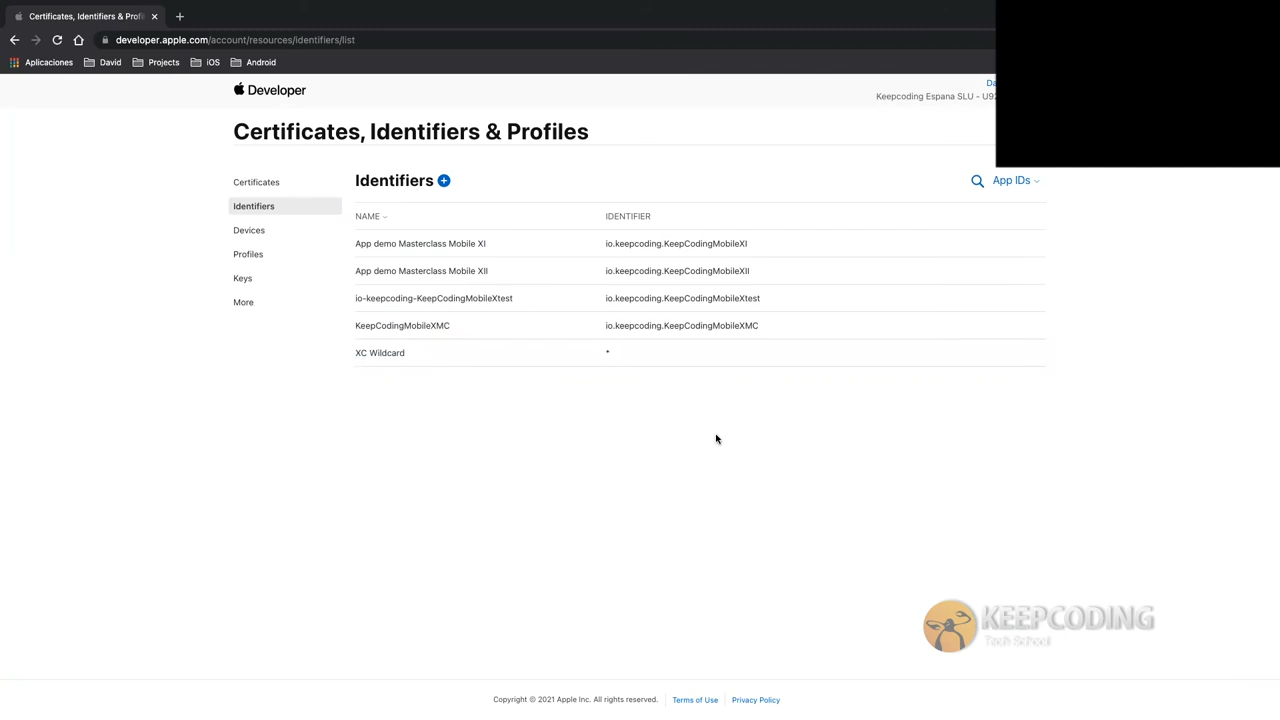 Certificates, Identifiers & Profi
developer.apple.com/account/resources/identifiers/list
Aplicaciones David Projects iOS Android
Developer
Keepcoding Espana SLU -
Certificates, Identifiers & Profiles
Certificates
Identifiers
Devices
Profiles
Keys
More
Identifiers
App IDs
NAME IDENTIFIER
App demo Masterclass Mobile XI io.keepcoding.KeepCodingMobileXI
App demo Masterclass Mobile XII io.keepcoding.KeepCodingMobileXII
io-keepcoding-KeepCodingMobileXtest io.keepcoding.KeepCodingMobileXtest
KeepCodingMobileXMC io.keepcoding.KeepCodingMobileXMC
XC Wildcard *
KEEPCODING
Tech School
Copyright © 2021 Apple Inc. All rights reserved. Terms of Use Privacy Policy